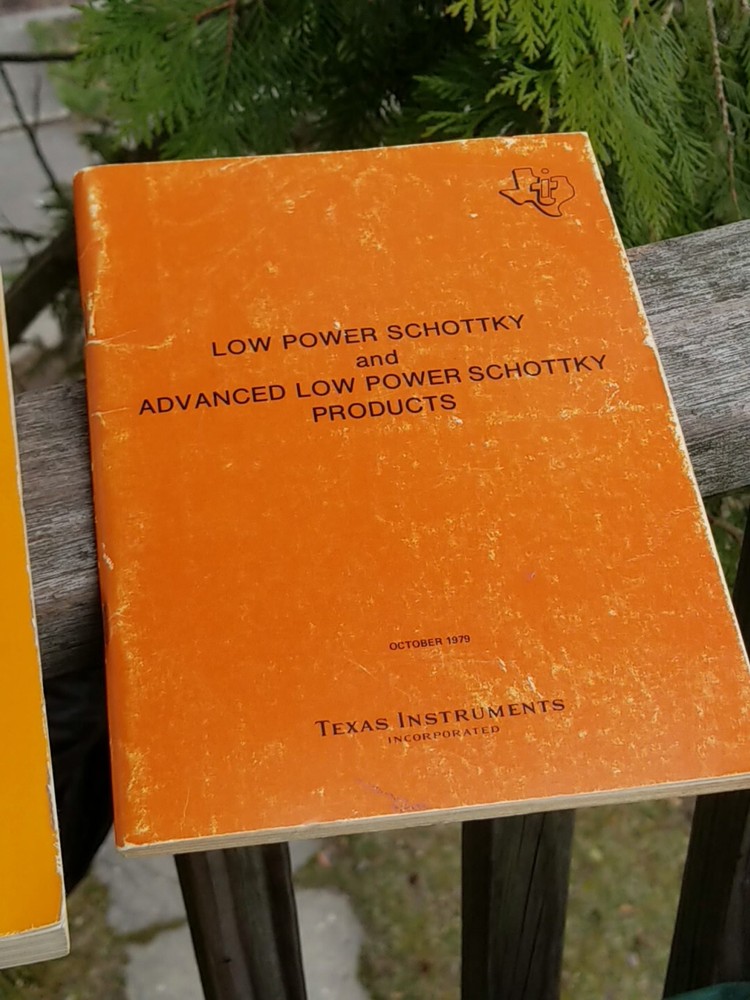 LOW POWER SCHOTTKY
and
ADVANCED LOW POWER SCHOTTKY
PRODUCTS
OCTOBER 1979
TEXAS INSTRUMENTS
INCORPORATED